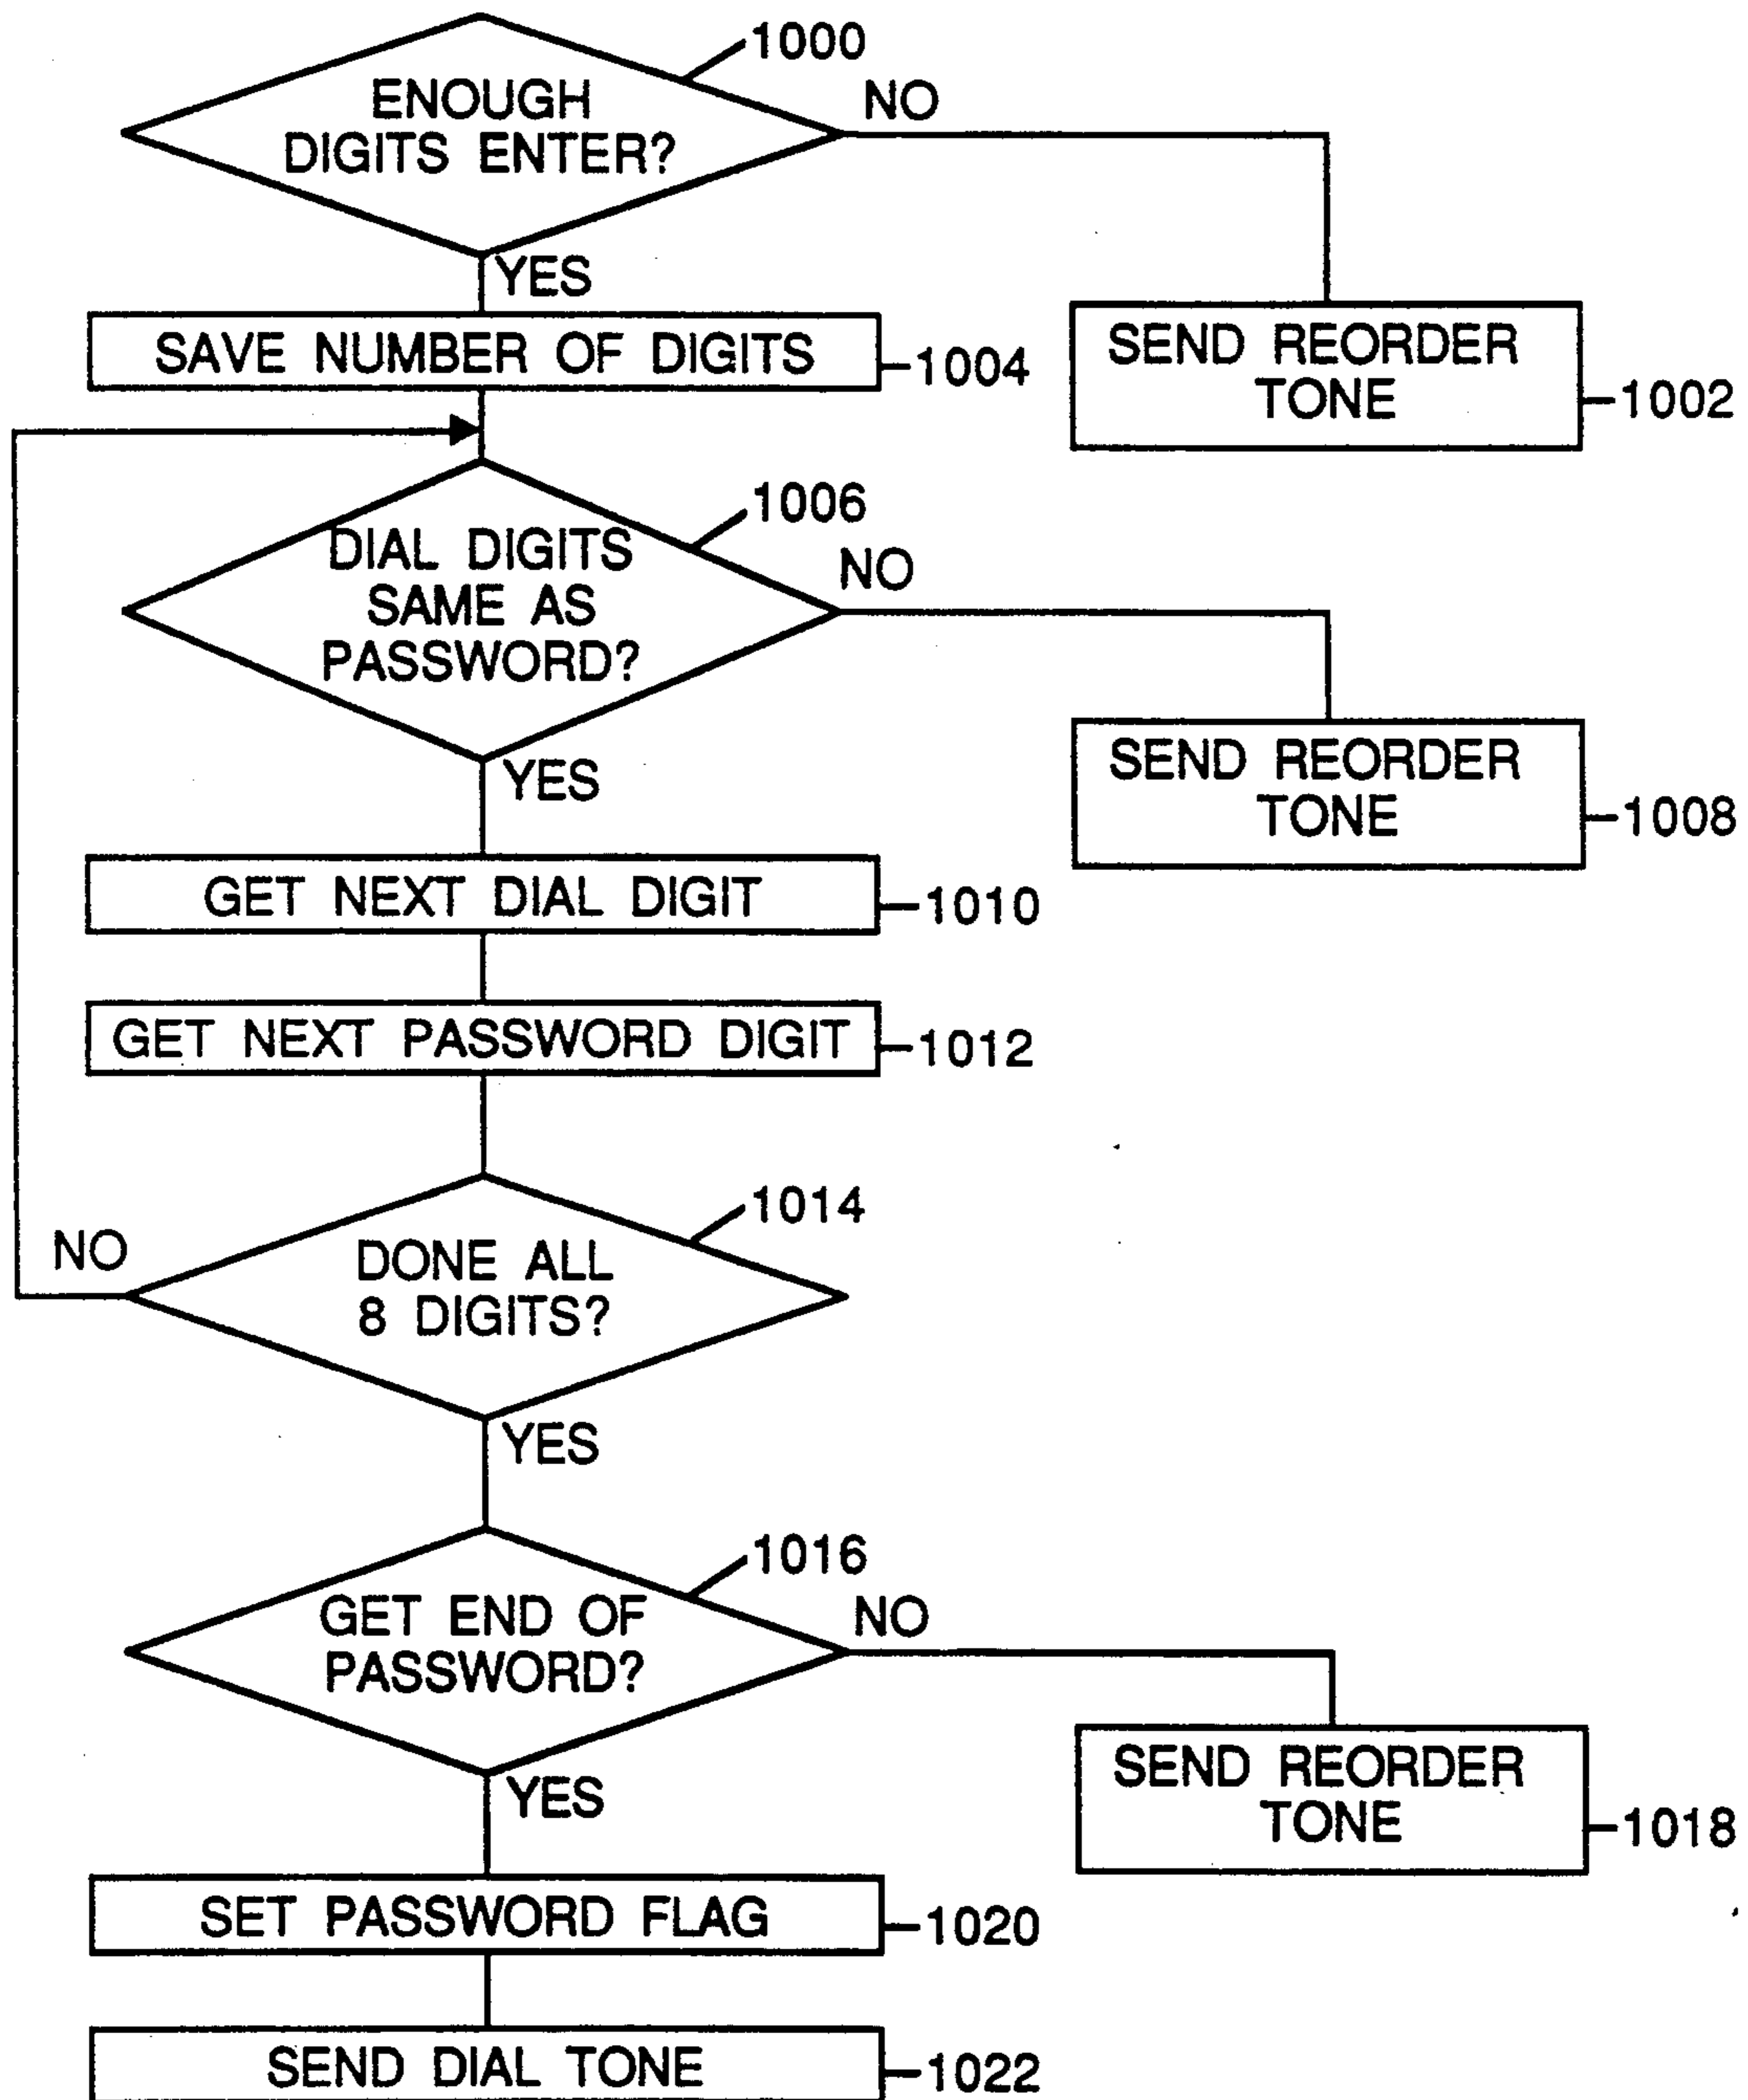 1000
ENOUGH
DIGITS ENTER?
NO
YES
SAVE NUMBER OF DIGITS
1004
SEND REORDER
TONE
1002
1006
DIAL DIGITS
SAME AS
PASSWORD?
NO
YES
SEND REORDER
TONE
1008
GET NEXT DIAL DIGIT
1010
GET NEXT PASSWORD DIGIT
1012
1014
NO
DONE ALL
8 DIGITS?
YES
1016
GET END OF
PASSWORD?
NO
YES
SEND REORDER
TONE
1018
SET PASSWORD FLAG
1020
SEND DIAL TONE
1022